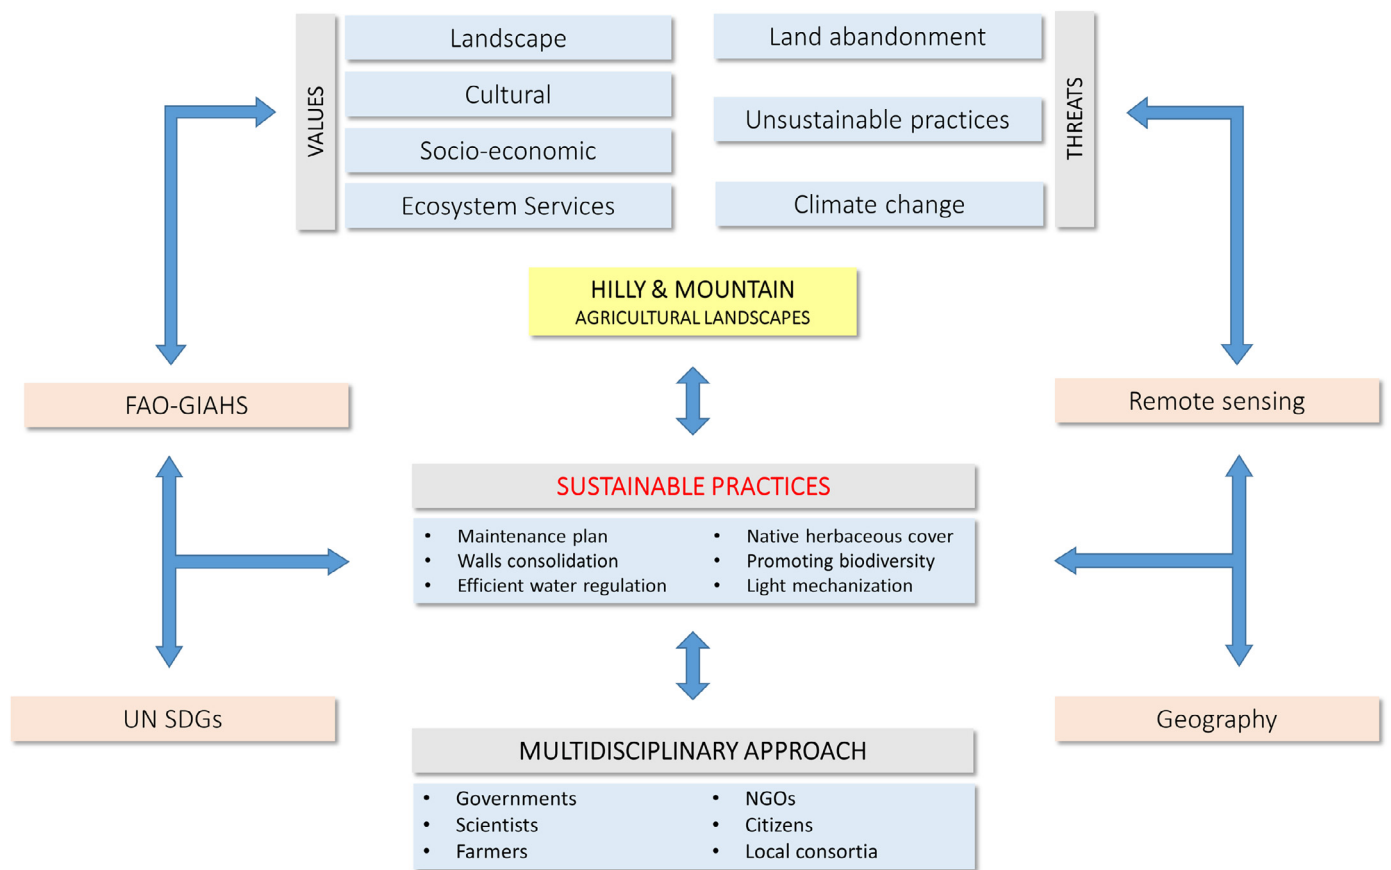 VALUES
Landscape
Cultural
Socio-economic
Ecosystem Services
Land abandonment
Unsustainable practices
Climate change
THREATS
HILLY & MOUNTAIN
AGRICULTURAL LANDSCAPES
FAO-GIAHS
Remote sensing
SUSTAINABLE PRACTICES
• Maintenance plan
• Walls consolidation
• Efficient water regulation
• Native herbaceous cover
• Promoting biodiversity
• Light mechanization
UN SDGs
Geography
MULTIDISCIPLINARY APPROACH
• Governments
• Scientists
• Farmers
• NGOs
• Citizens
• Local consortia